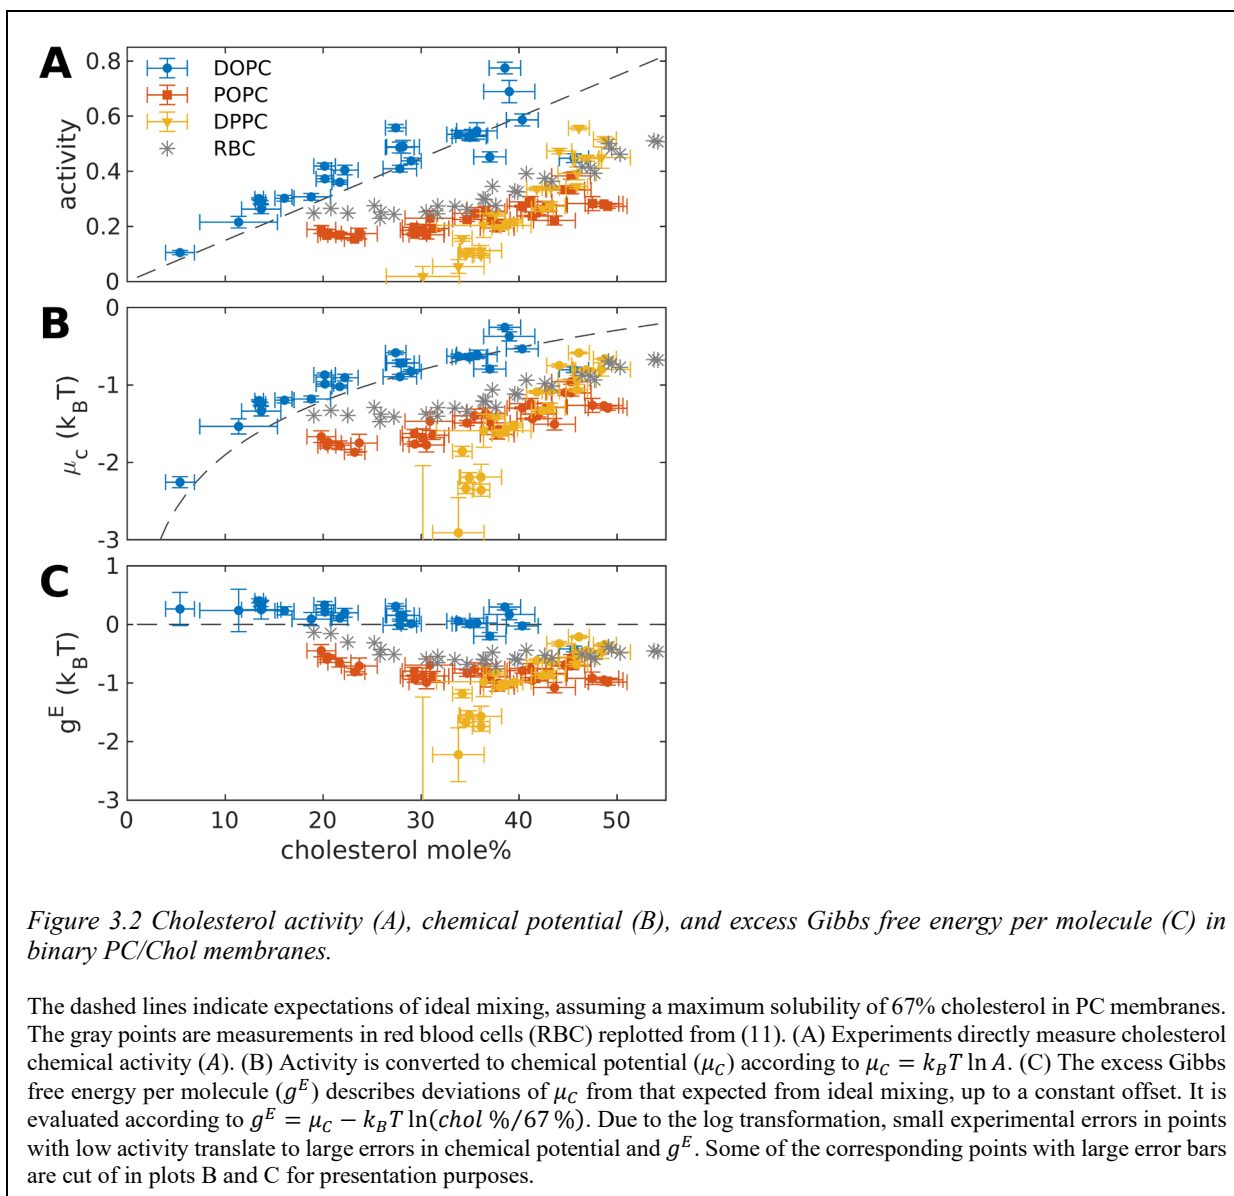 A
0.8
0.6
0.4
0.2
0
activity
DOPC
POPC
DPPC
RBC
B
0
-1
-2
-3
μC (kBT)
C
1
0
-1
-2
-3
gE (kBT)
0 10 20 30 40 50
cholesterol mole%
Figure 3.2 Cholesterol activity (A), chemical potential (B), and excess Gibbs free energy per molecule (C) in
binary PC/Chol membranes.
The dashed lines indicate expectations of ideal mixing, assuming a maximum solubility of 67% cholesterol in PC membranes.
The gray points are measurements in red blood cells (RBC) replotted from (11). (A) Experiments directly measure cholesterol
chemical activity (A). (B) Activity is converted to chemical potential (μC) according to μC = kBT ln A. (C) The excess Gibbs
free energy per molecule (gE) describes deviations of μC from that expected from ideal mixing, up to a constant offset. It is
evaluated according to gE = μC − kBT ln(chol %/67 %). Due to the log transformation, small experimental errors in points
with low activity translate to large errors in chemical potential and gE. Some of the corresponding points with large error bars
are cut of in plots B and C for presentation purposes.